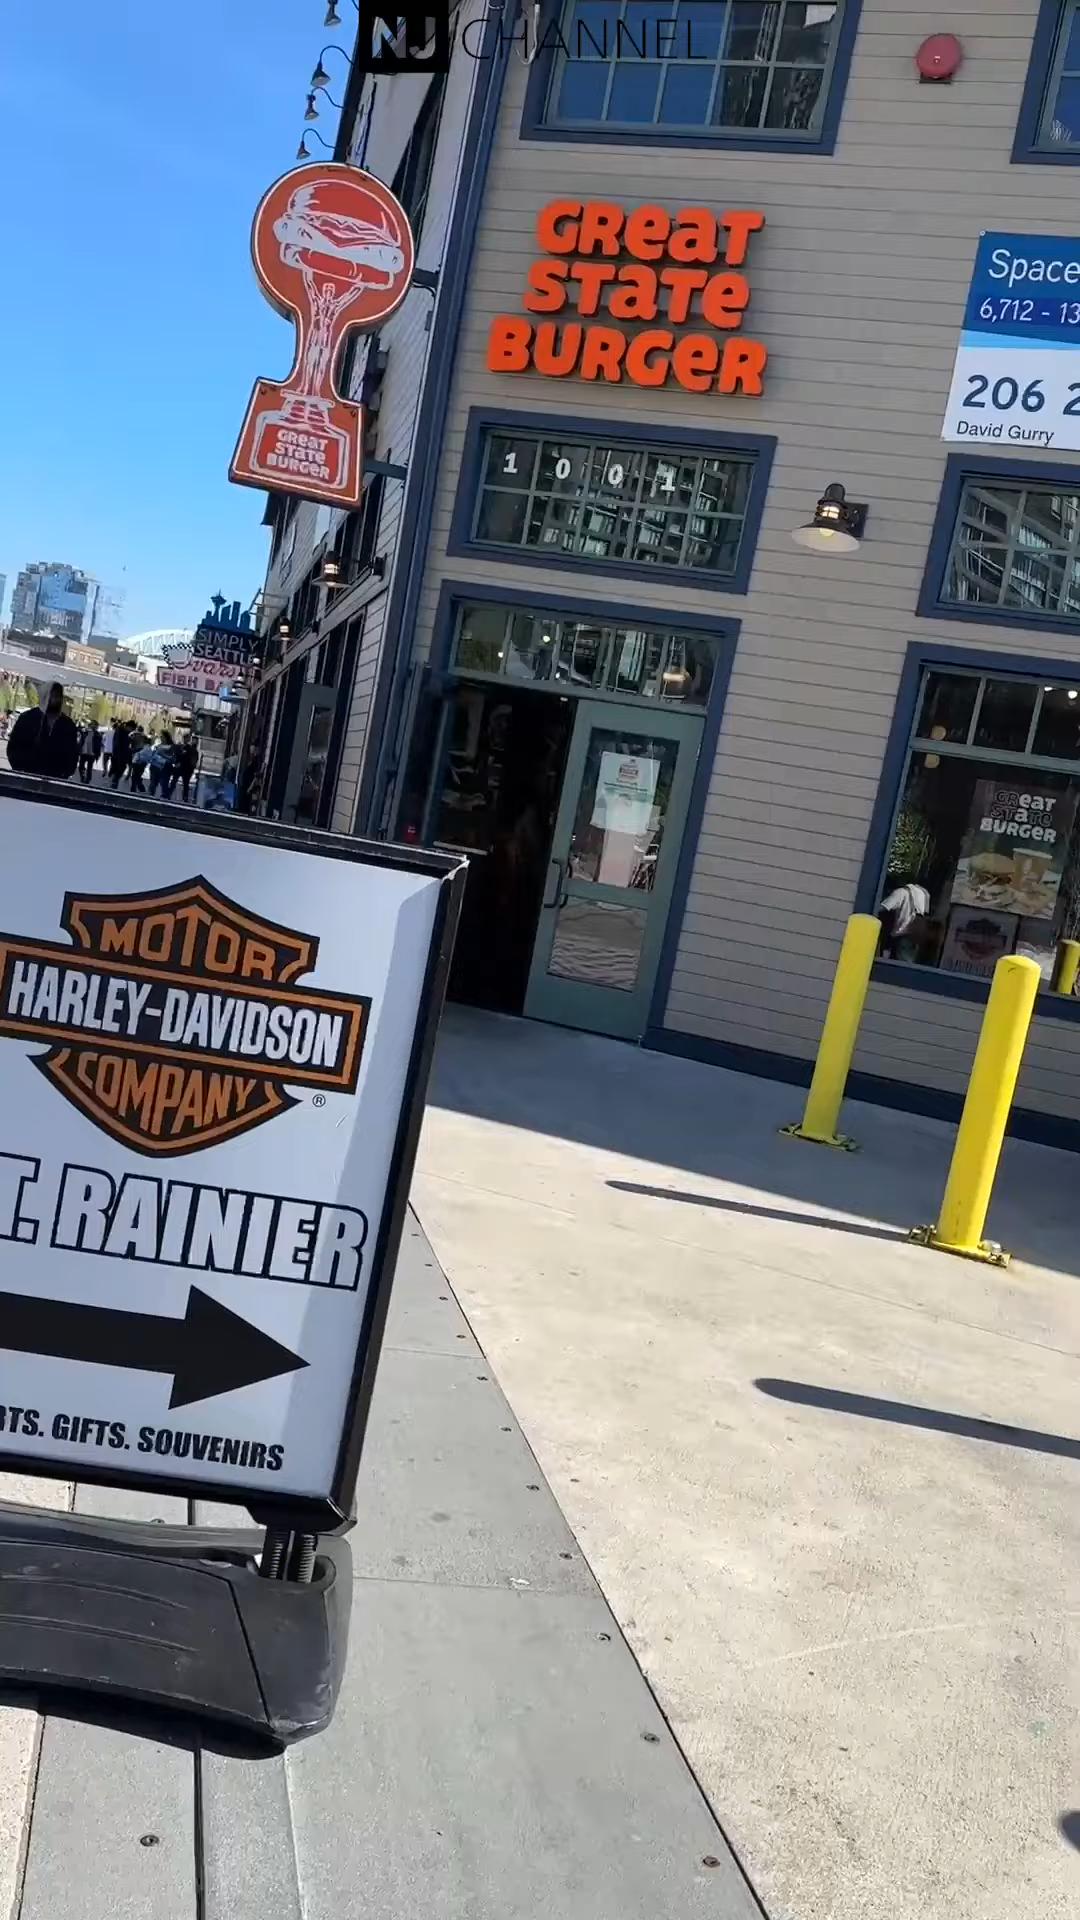 NJ CHANNEL
GREaT
STaTe
BURGeR
GREaT
STaTe
BURGeR
Space
6,712 - 13
206 2
David Gurry
1001
SIMPLY
SEATTLE
FISH
GReaT
STaTe
BURGeR
MOTOR
HARLEY-DAVIDSON
COMPANY
®
T. RAINIER
RTS. GIFTS. SOUVENIRS